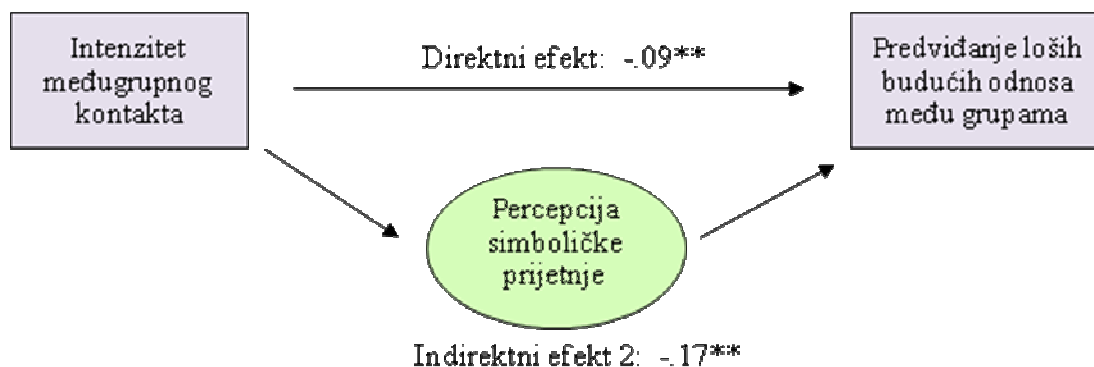 Intenzitet
međugrupnog
kontakta
Direktni efekt: -.09**
Predviđanje loših
budućih odnosa
među grupama
Percepcija
simboličke
prijetnje
Indirektni efekt 2: -.17**